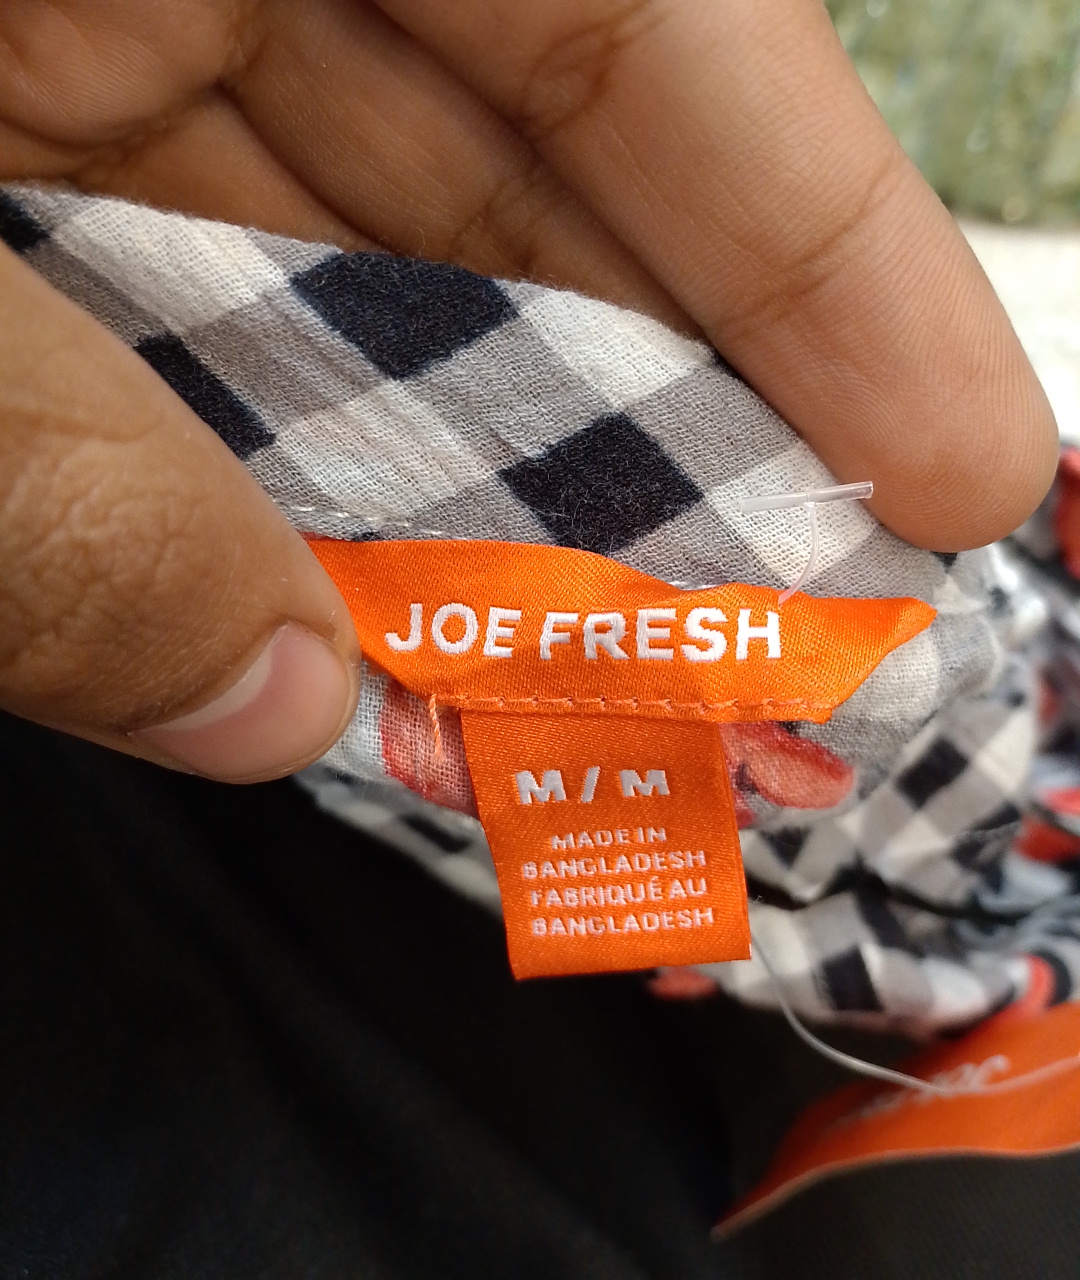 JOE FRESH
M / M
MADE IN
BANGLADESH
FABRIQUÉ AU
BANGLADESH